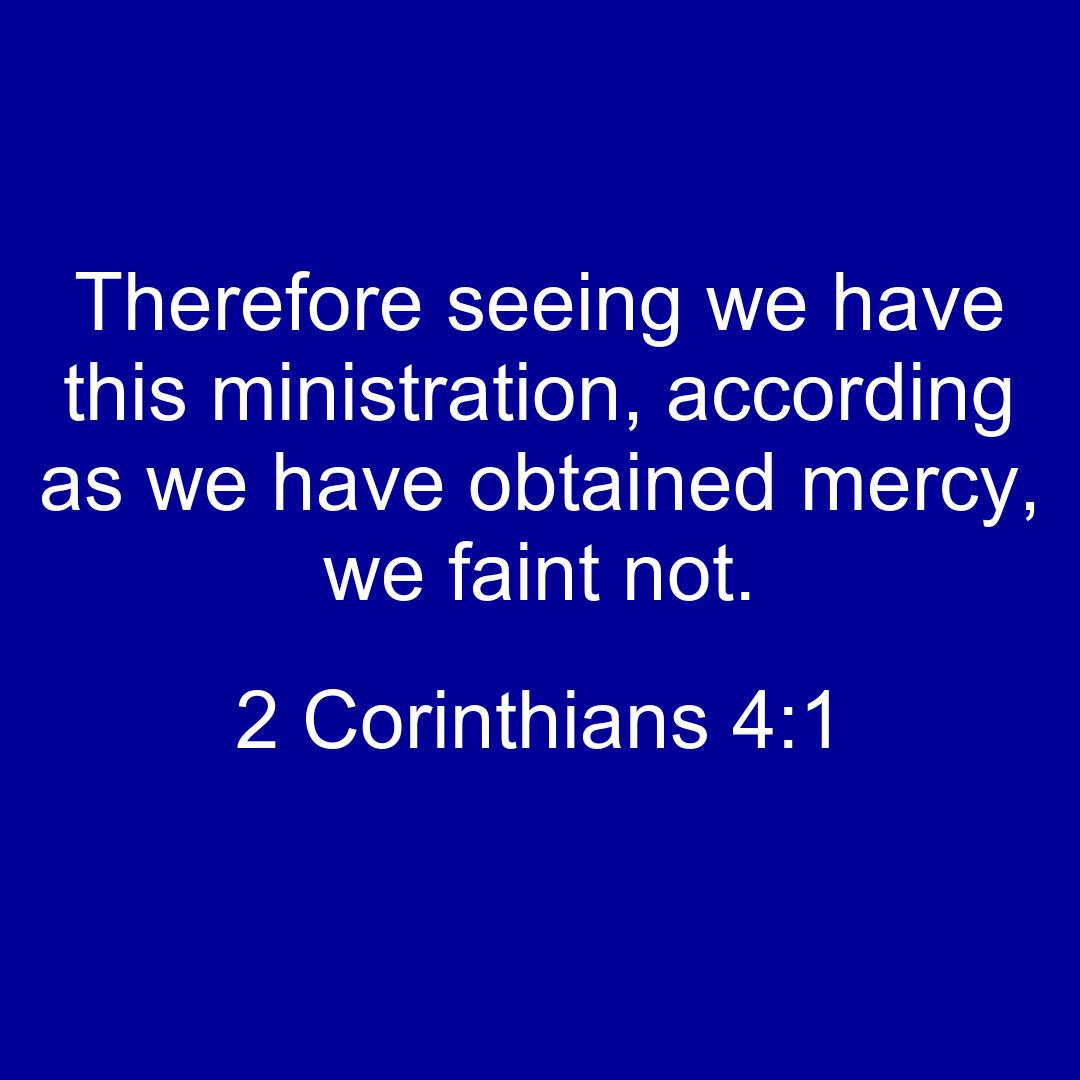 Therefore seeing we have
this ministration, according
as we have obtained mercy,
we faint not.
2 Corinthians 4:1